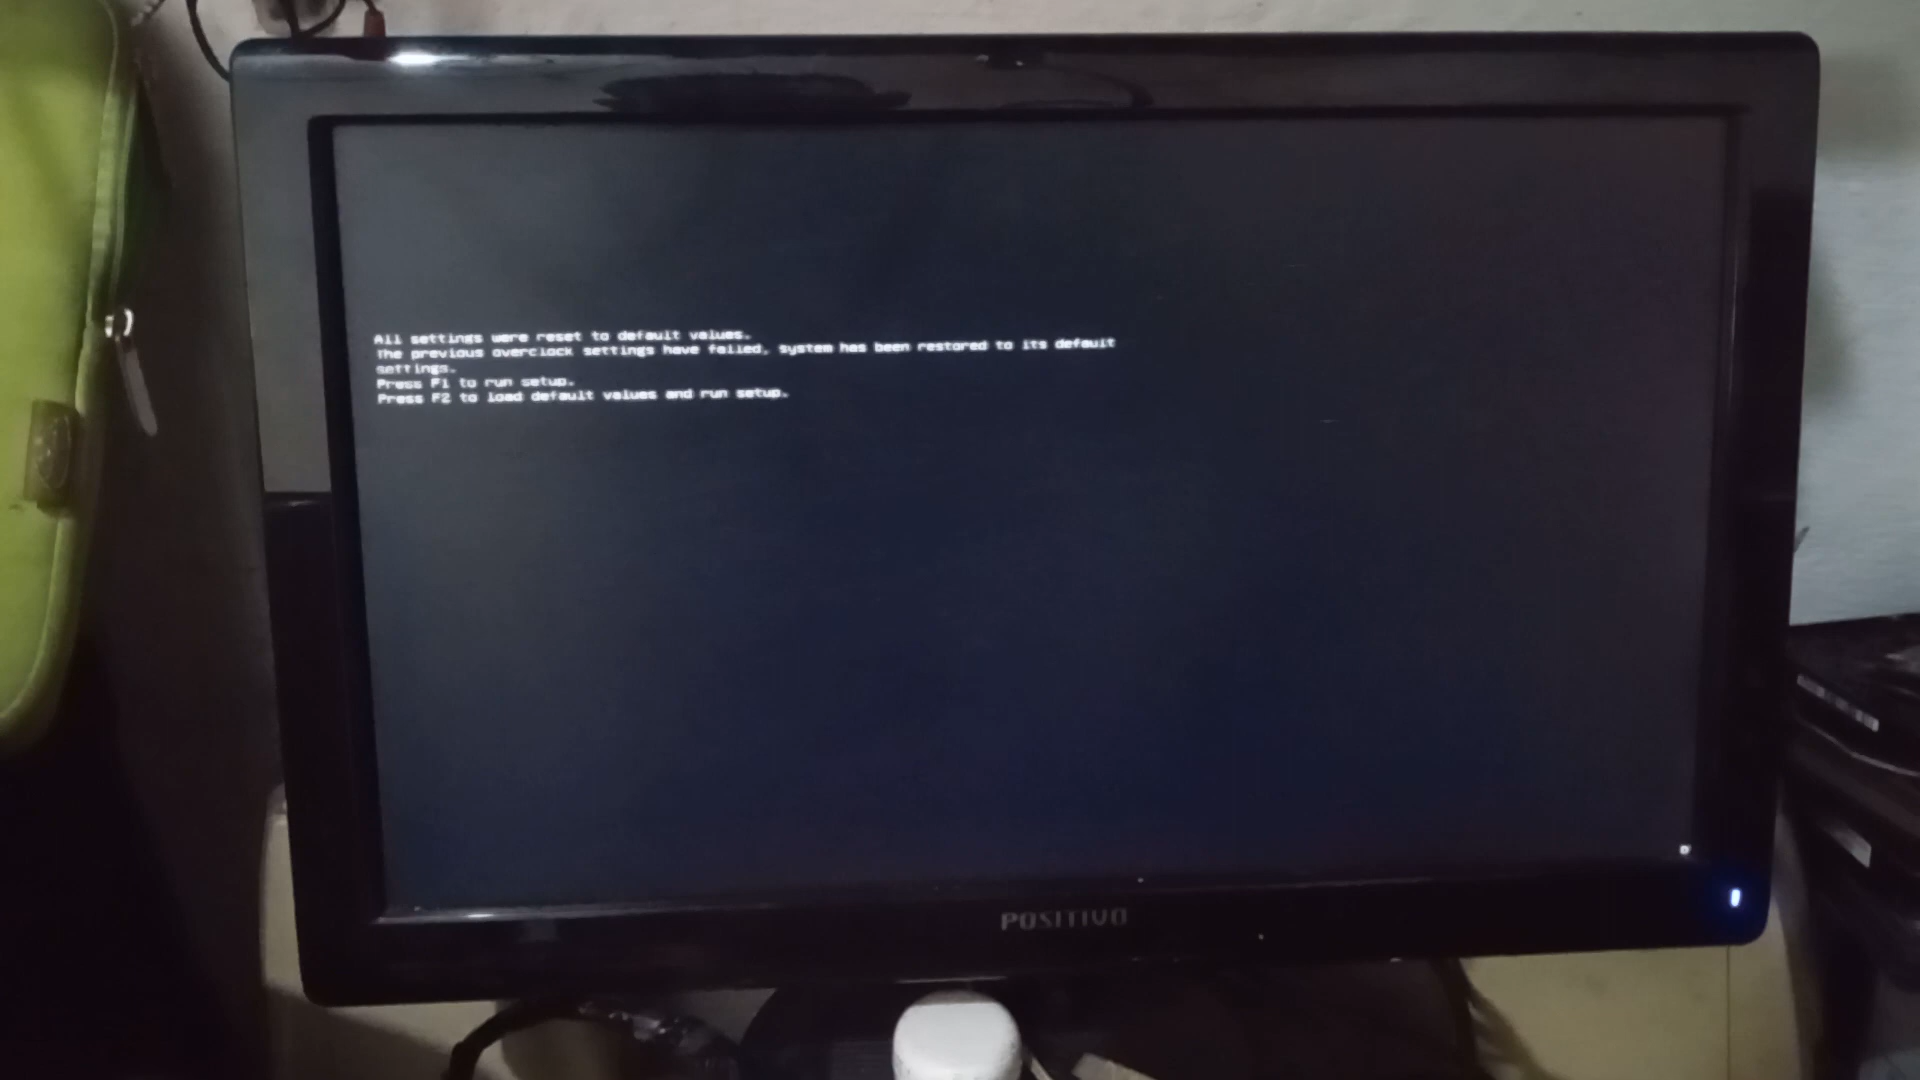 All settings were reset to default values.
The previous overclock settings have failed, system has been restored to its default
settings.
Press F1 to run setup.
Press F2 to load default values and run setup.
POSITIVO